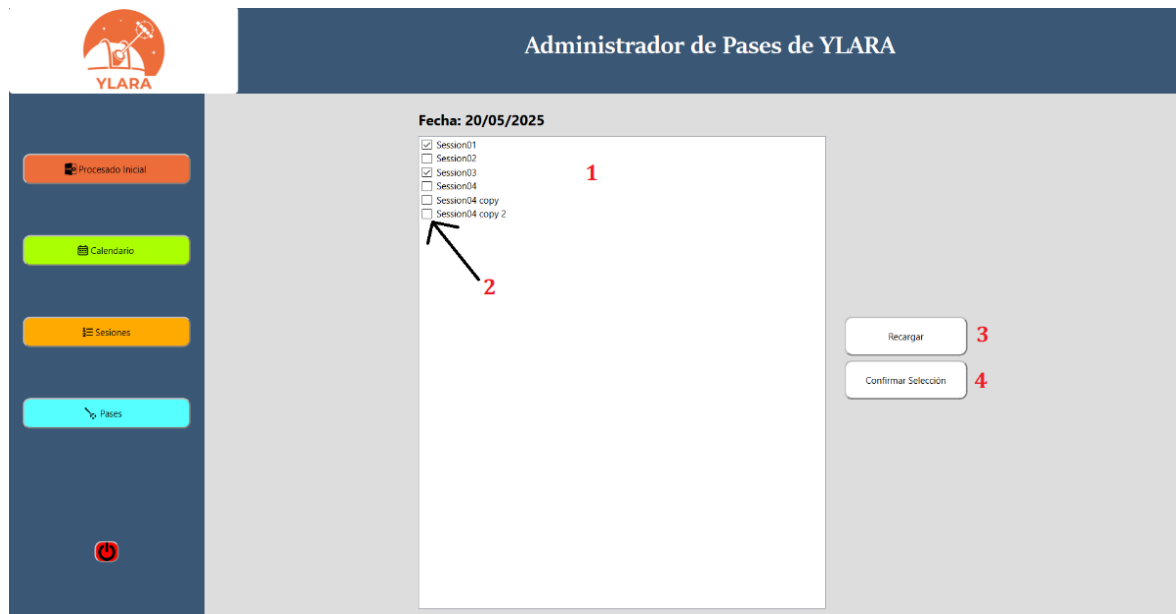 YLARA
Administrador de Pases de YLARA
Procesado Inicial
Calendario
Sesiones
Pases
Fecha: 20/05/2025
Session01
Session02
Session03
Session04
Session04 copy
Session04 copy 2
1
2
Recargar
3
Confirmar Selección
4